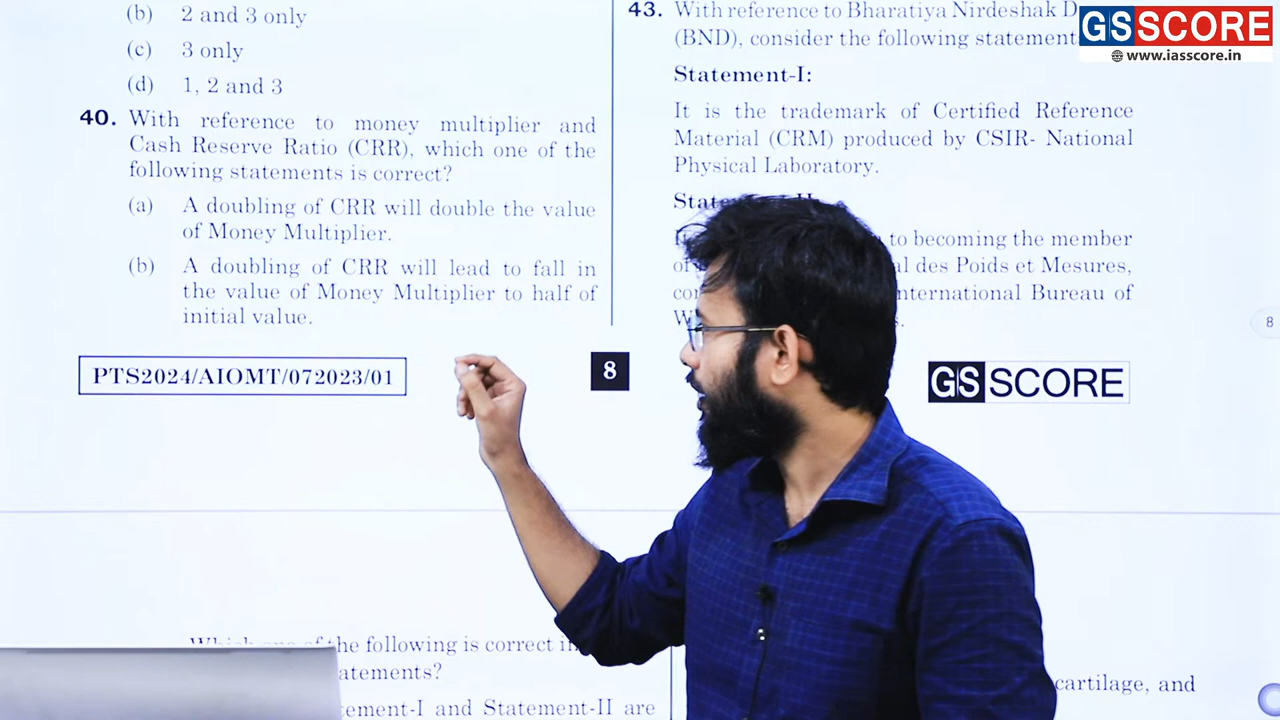 (b) 2 and 3 only
(c) 3 only
(d) 1, 2 and 3
40. With reference to money multiplier and
Cash Reserve Ratio (CRR), which one of the
following statements is correct?
(a) A doubling of CRR will double the value
of Money Multiplier.
(b) A doubling of CRR will lead to fall in
the value of Money Multiplier to half of
initial value.
PTS2024/AIOMT/072023/01
8
43. With reference to Bharatiya Nirdeshak
(BND), consider the following
Statement-I:
It is the trademark of Certified Reference
Material (CRM) produced by CSIR- National
Physical Laboratory.
to becoming the member
des Poids et Mesures,
International Bureau of
GS SCORE
GSSCORE
www.iasscore.in
8
Which one of the following is correct
tement-I and Statement-II are
cartilage, and